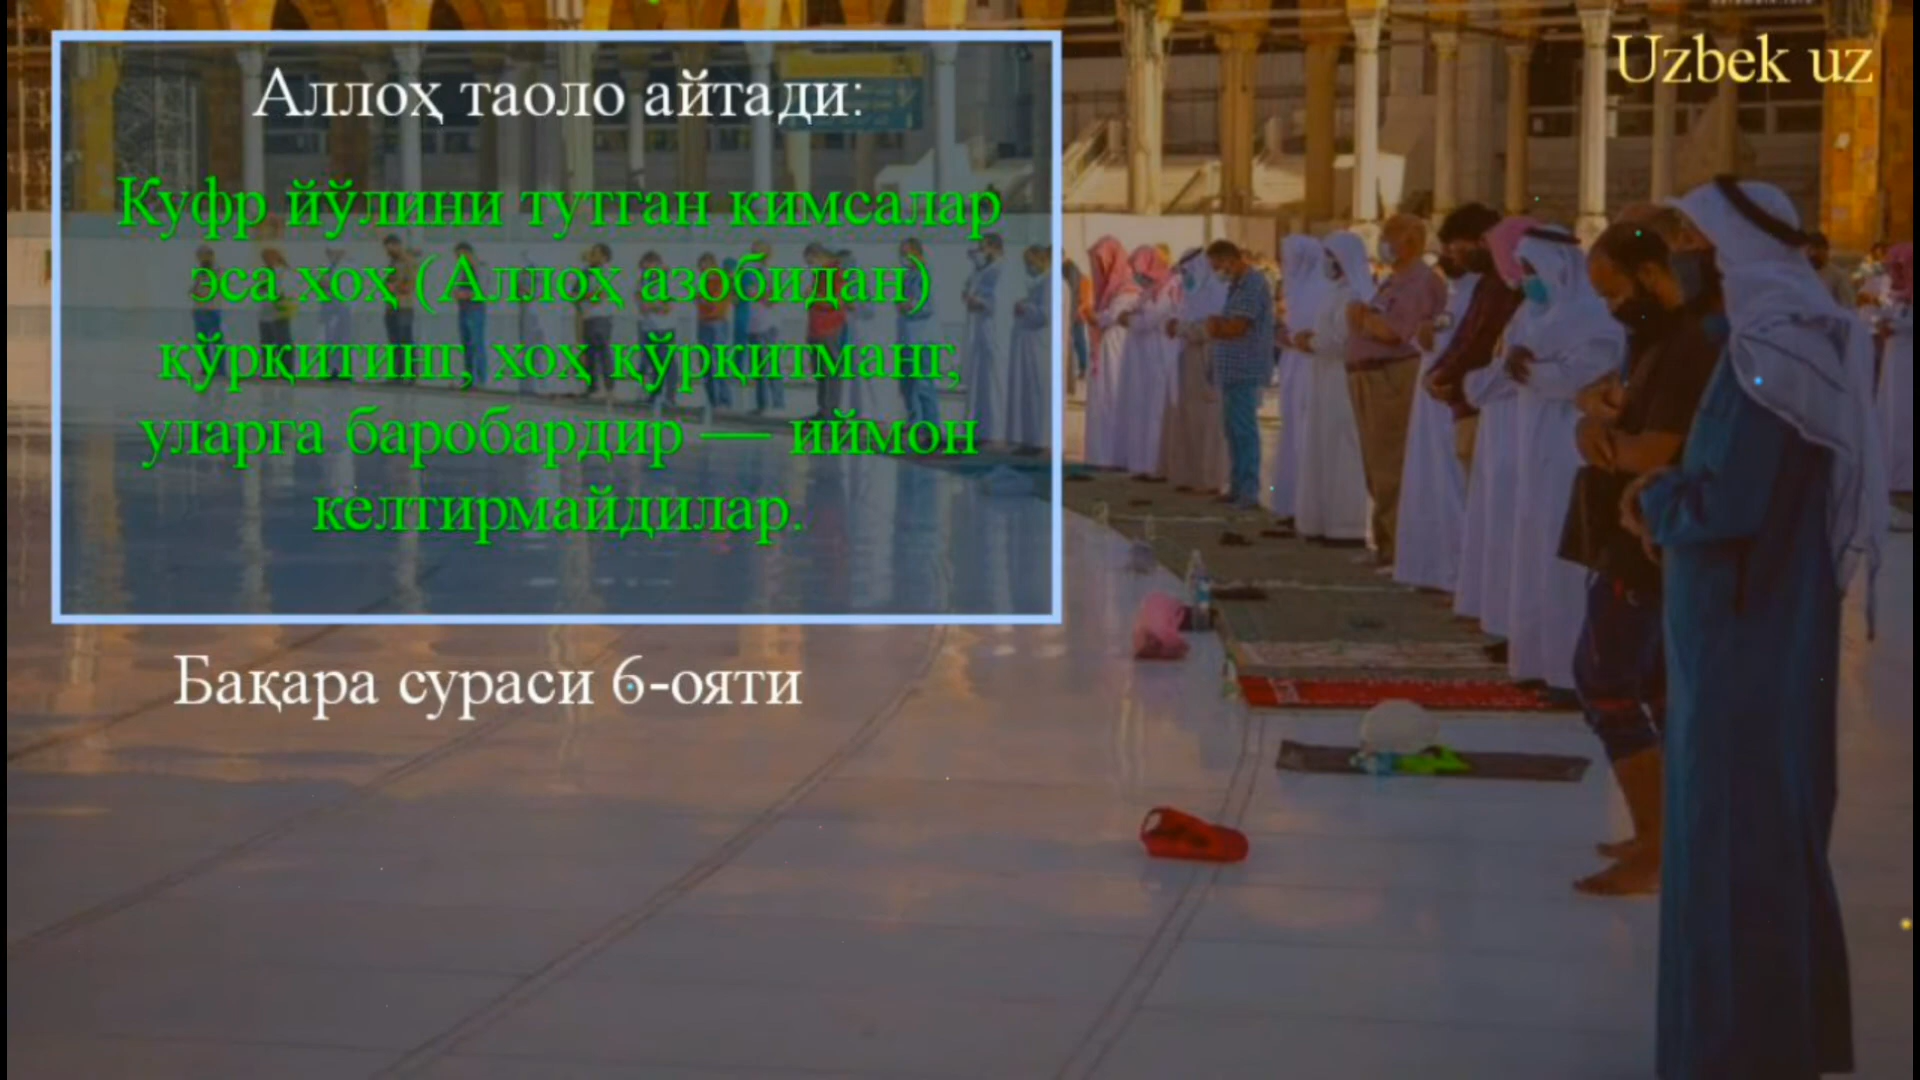 Uzbek uz
Аллоҳ таоло айтади:
Куфр йўлини тутган кимсалар
эса хоҳ (Аллоҳ азобидан)
қўрқитинг, хоҳ қўрқитманг,
уларга баробардир — иймон
келтирмайдилар.
Бақара сураси 6-ояти